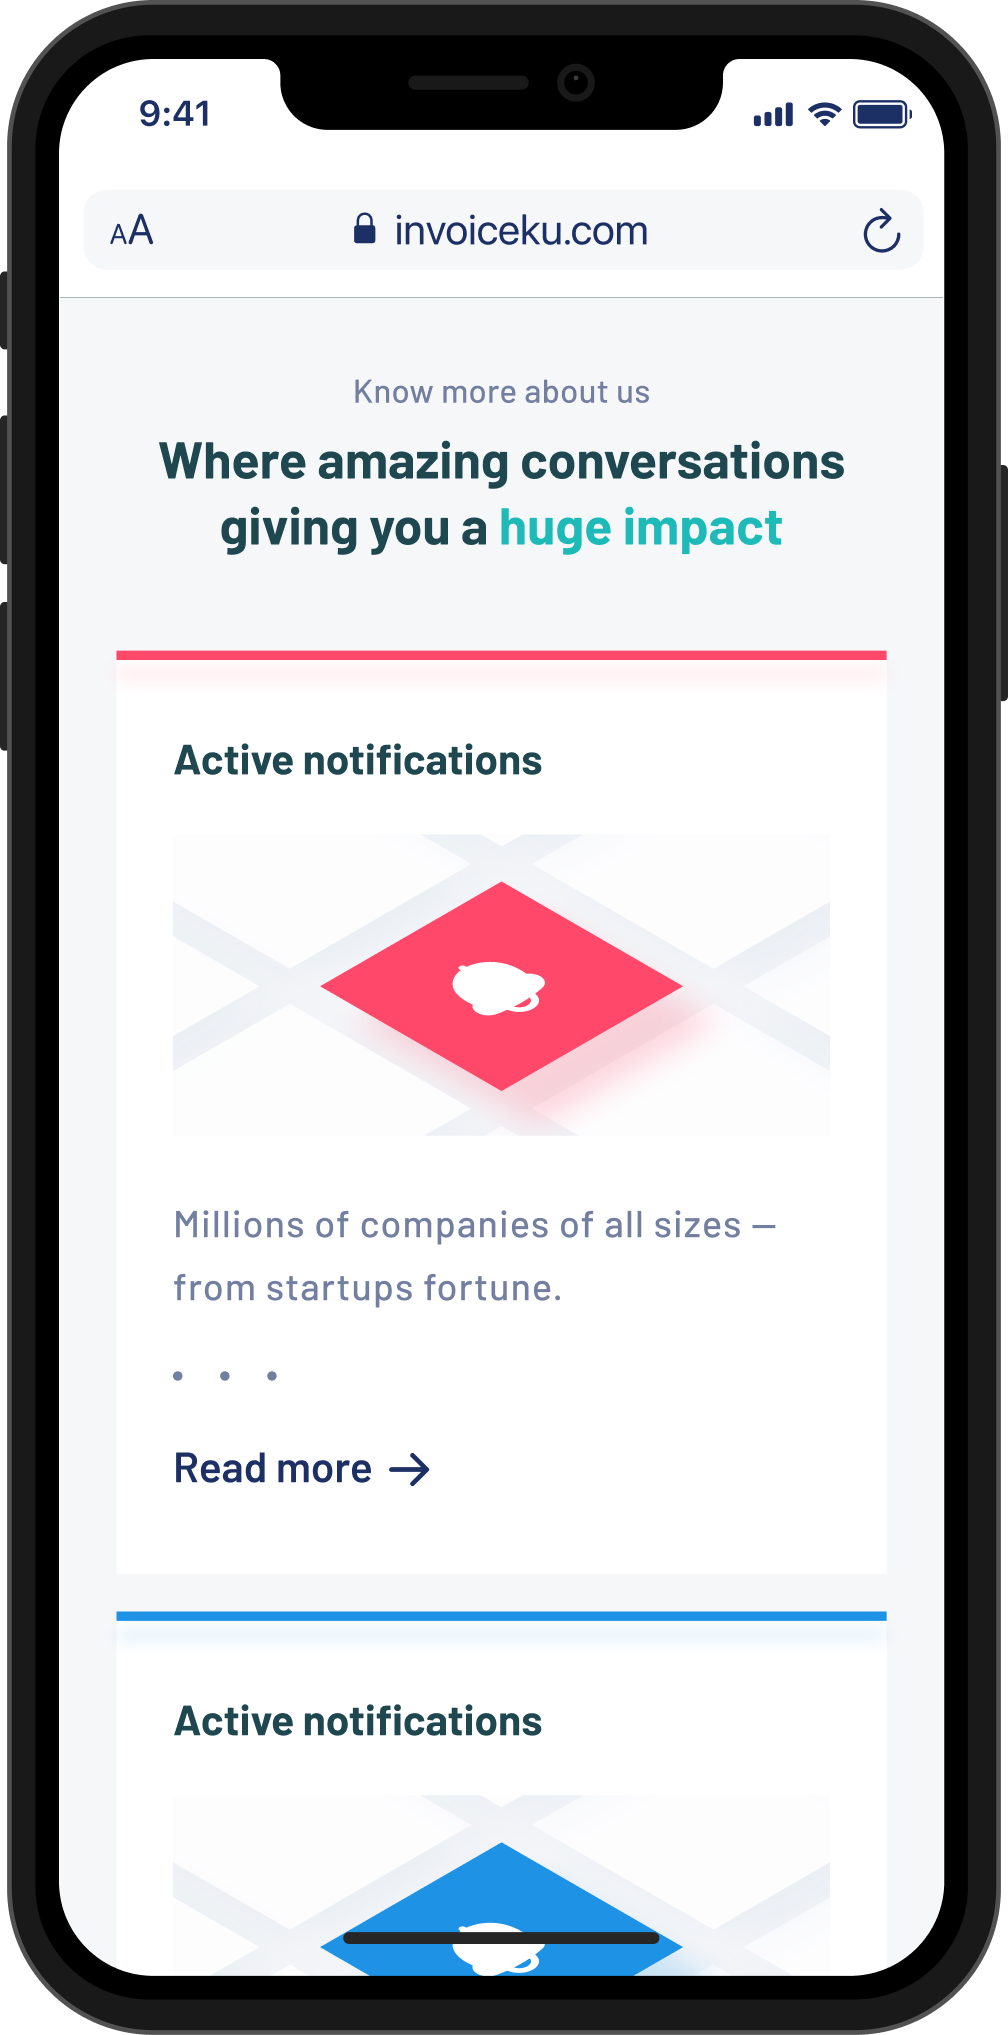 9:41
AA
invoiceku.com
Know more about us
Where amazing conversations
giving you a huge impact
Active notifications
Millions of companies of all sizes —
from startups fortune.
• • •
Read more →
Active notifications